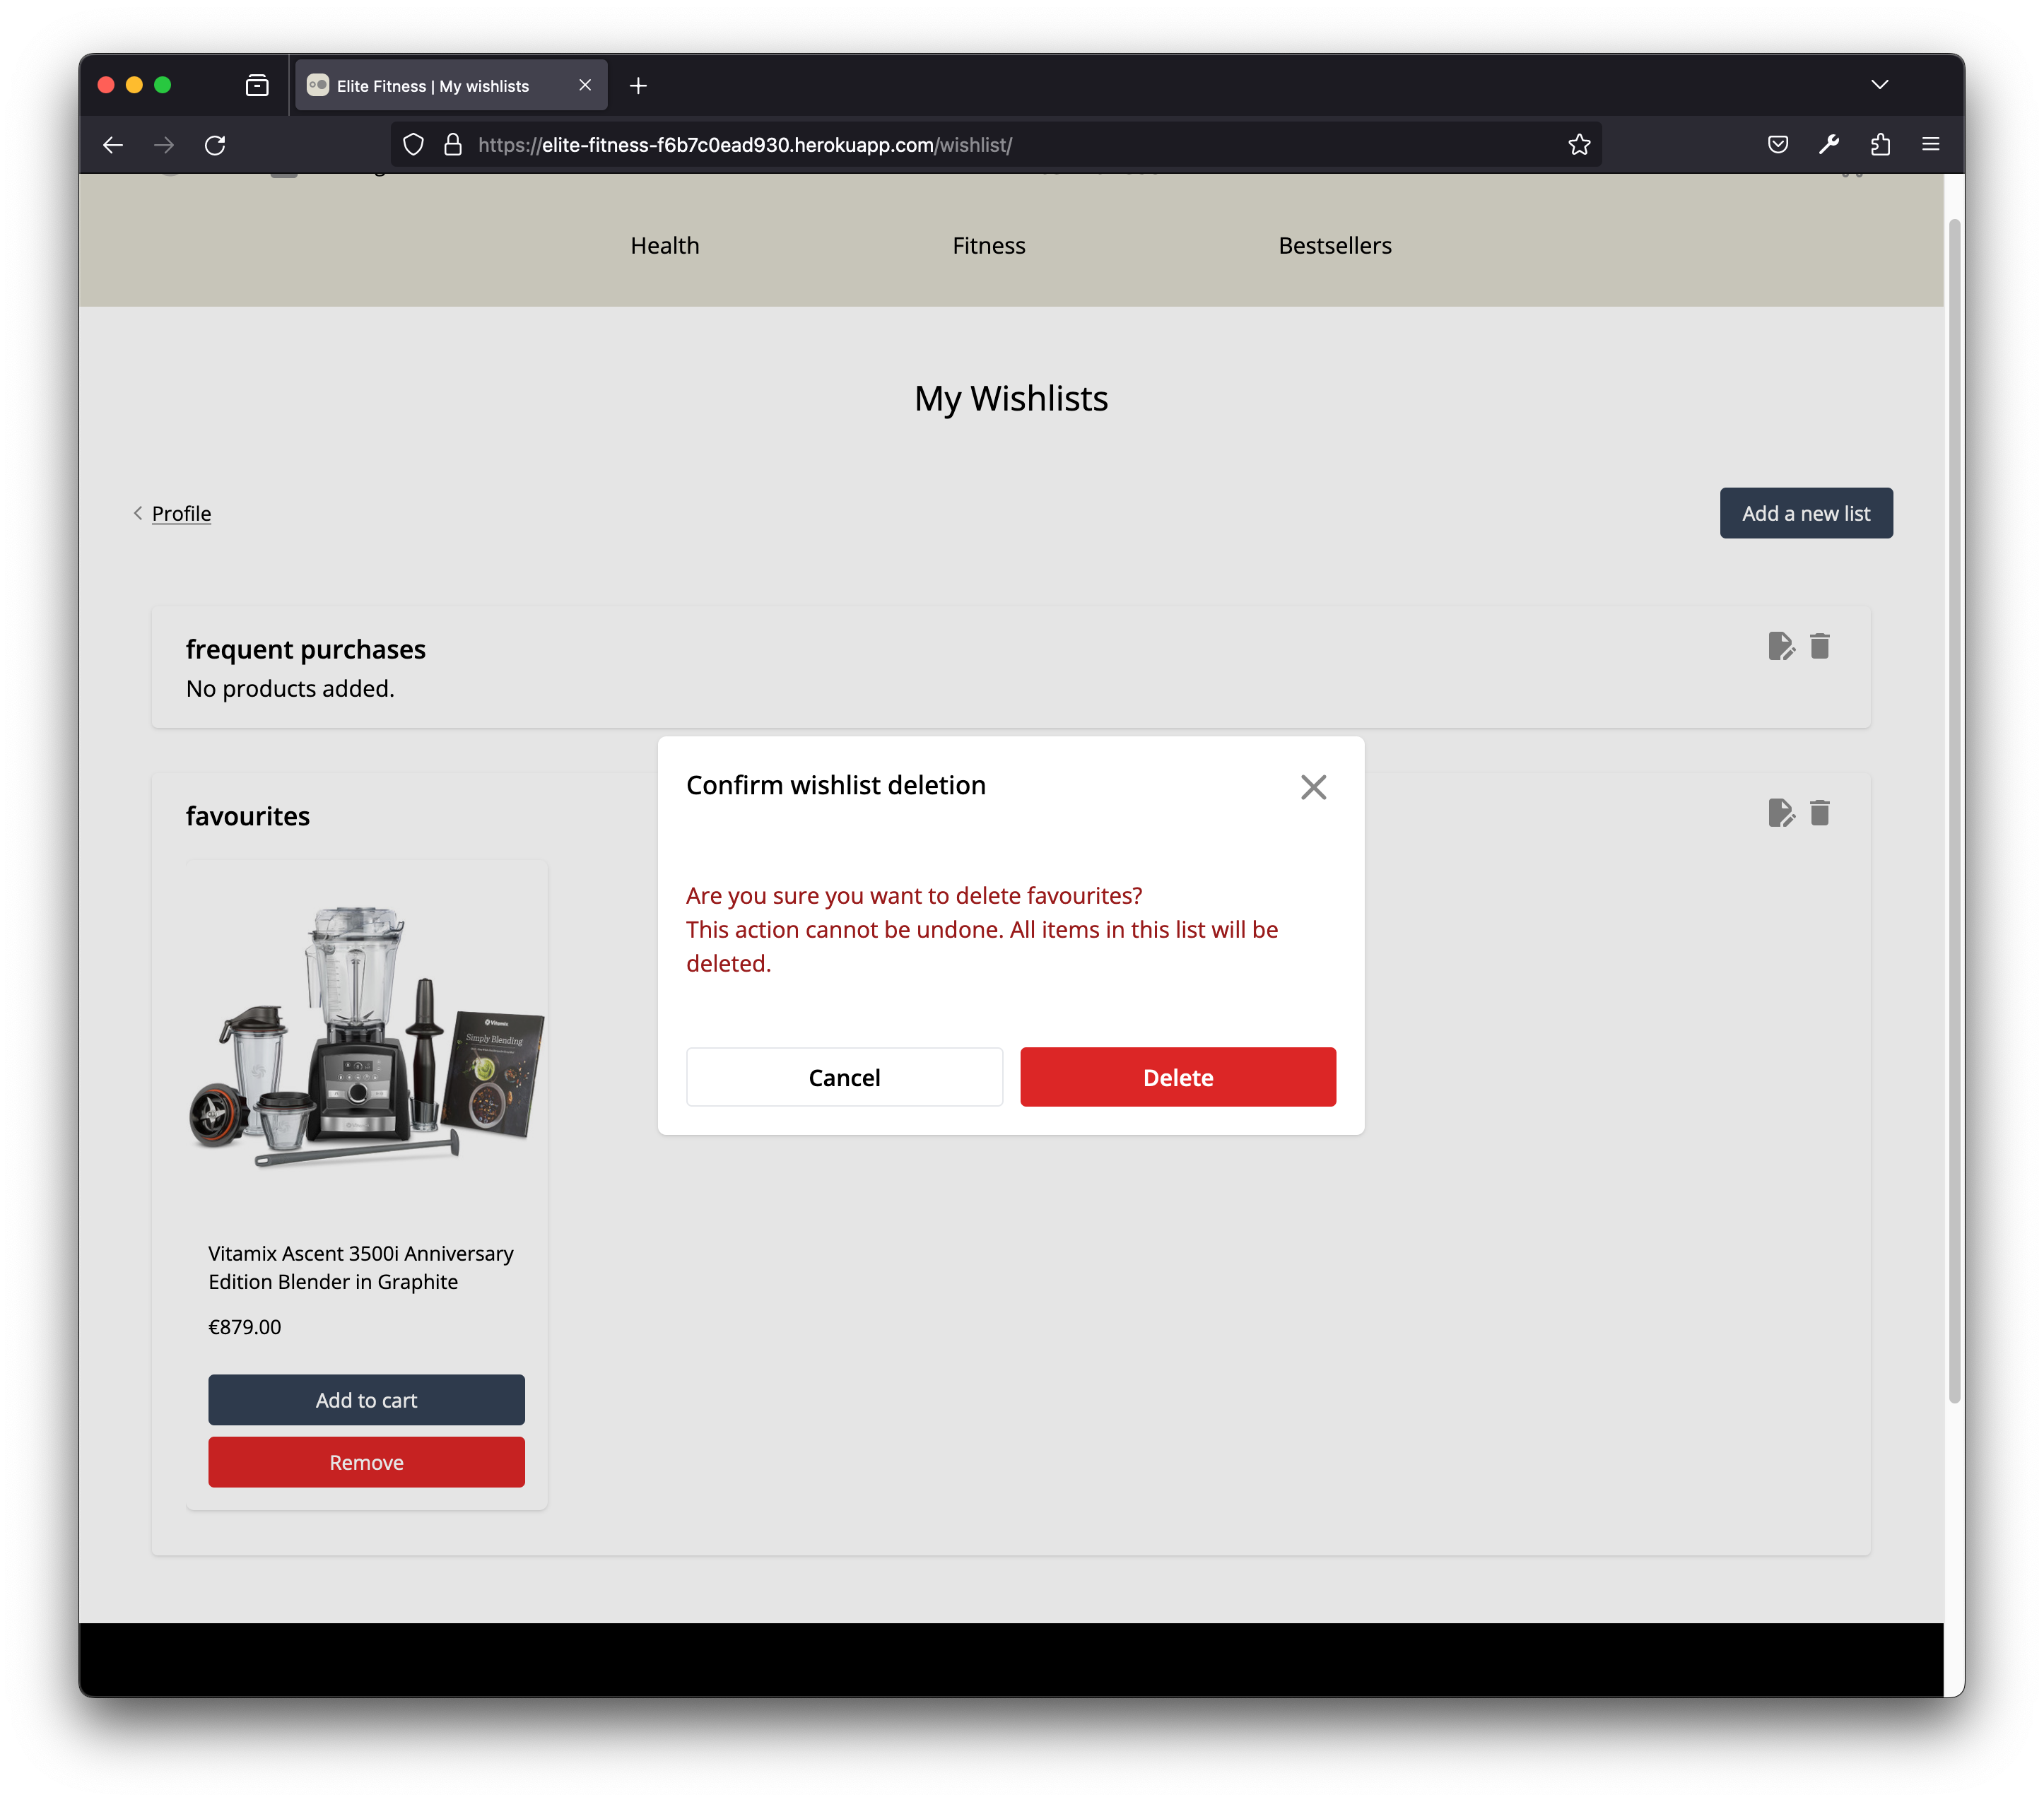 Elite Fitness | My wishlists
https://elite-fitness-f6b7c0ead930.herokuapp.com/wishlist/
Health
Fitness
Bestsellers
My Wishlists
Profile
Add a new list
frequent purchases
No products added.
Confirm wishlist deletion
favourites
Are you sure you want to delete favourites?
This action cannot be undone. All items in this list will be
deleted.
Cancel
Delete
Vitamix
Simply Blending
Vitamix Ascent 3500i Anniversary
Edition Blender in Graphite
€879.00
Add to cart
Remove